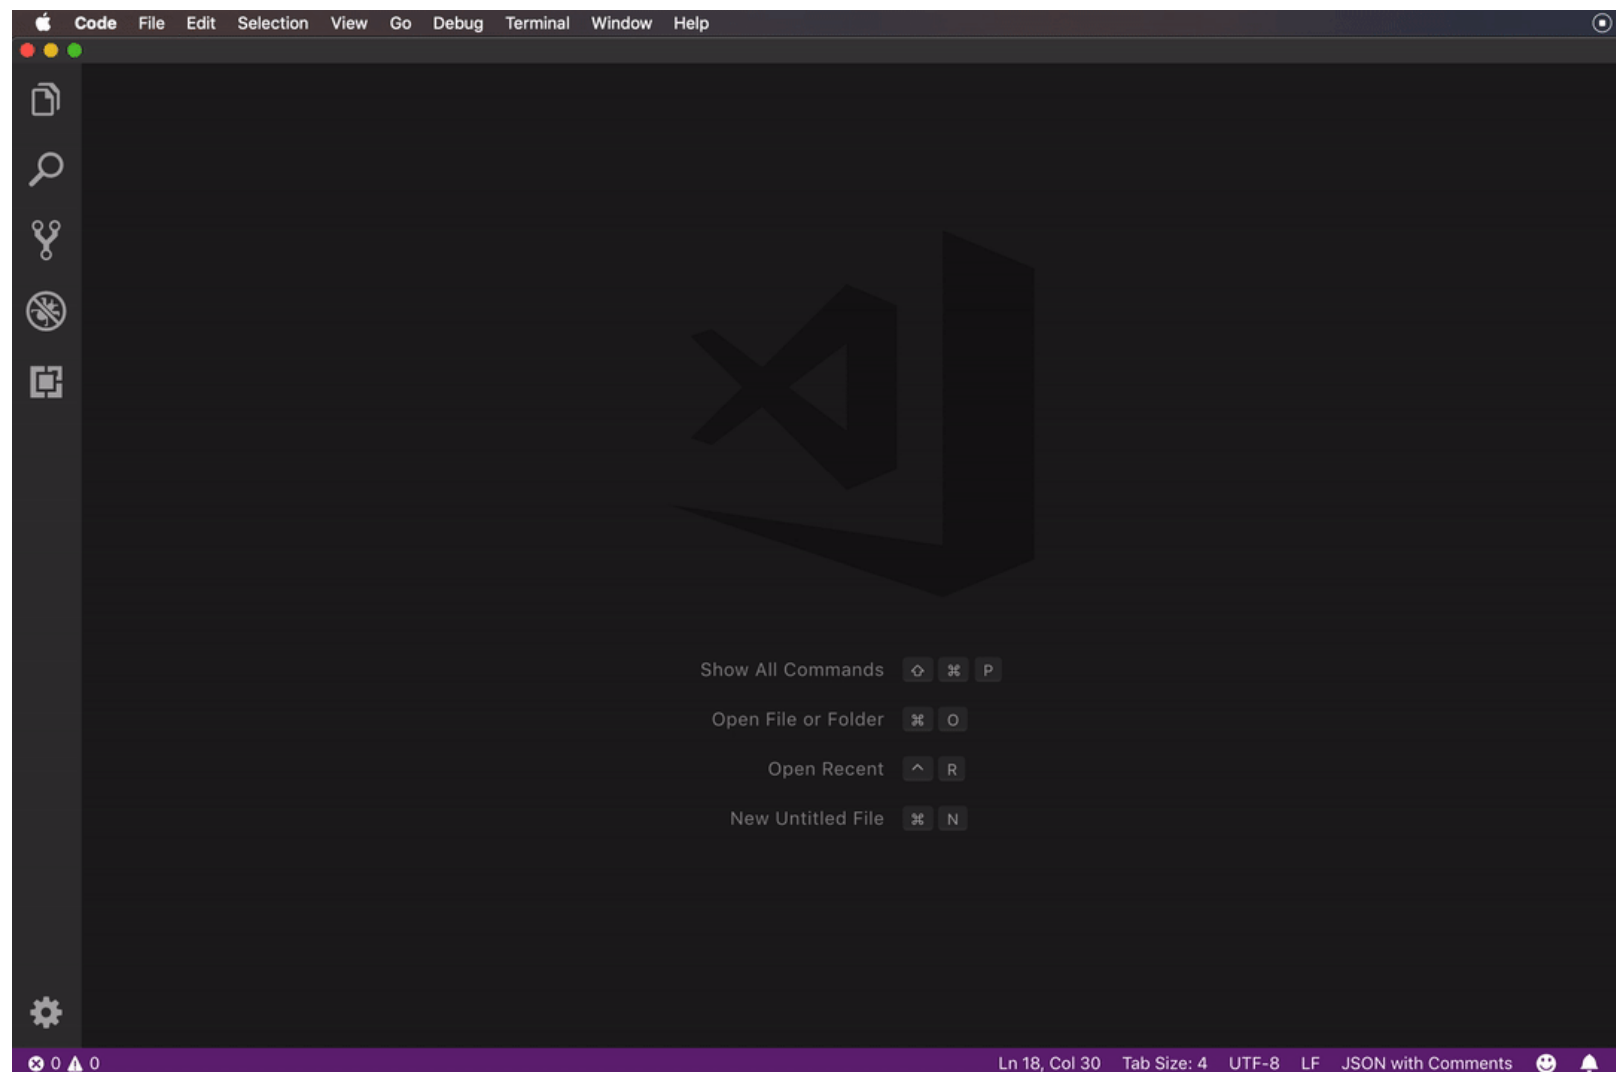 Code File Edit Selection View Go Debug Terminal Window Help
Show All Commands ⇧ ⌘ P
Open File or Folder ⌘ O
Open Recent ^ R
New Untitled File ⌘ N
0 0 Ln 18, Col 30 Tab Size: 4 UTF-8 LF JSON with Comments